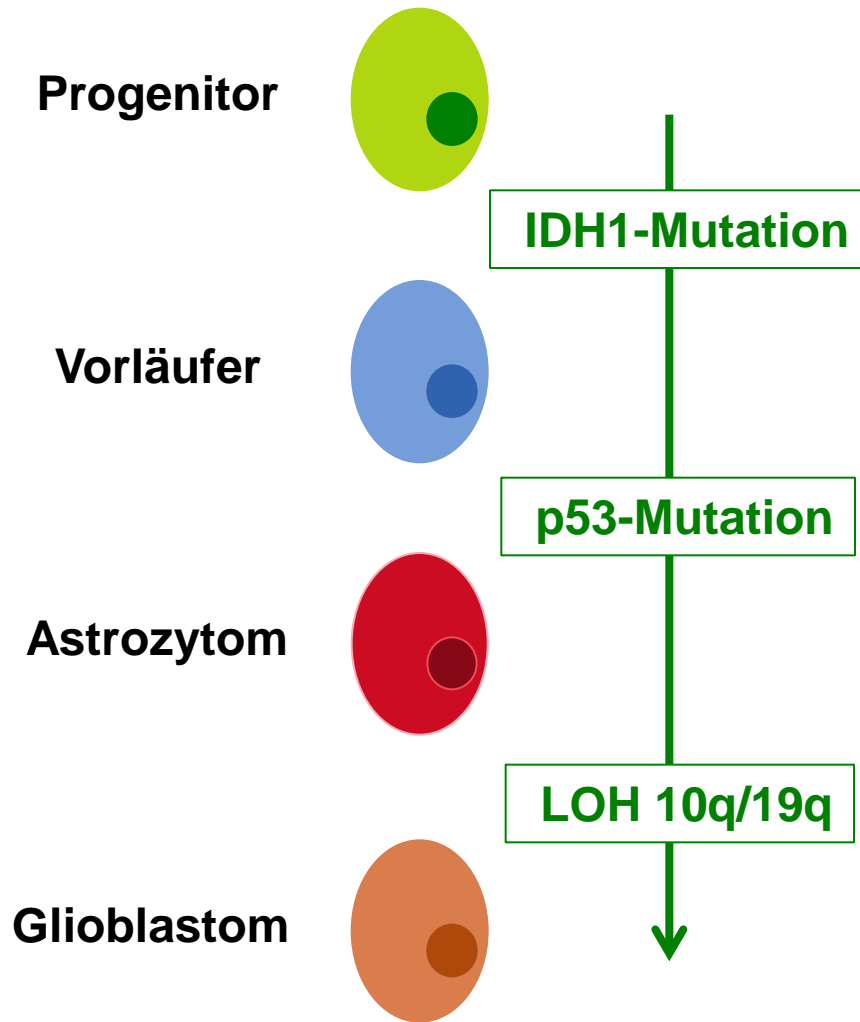 Progenitor
IDH1-Mutation
Vorläufer
p53-Mutation
Astrozytom
LOH 10q/19q
Glioblastom